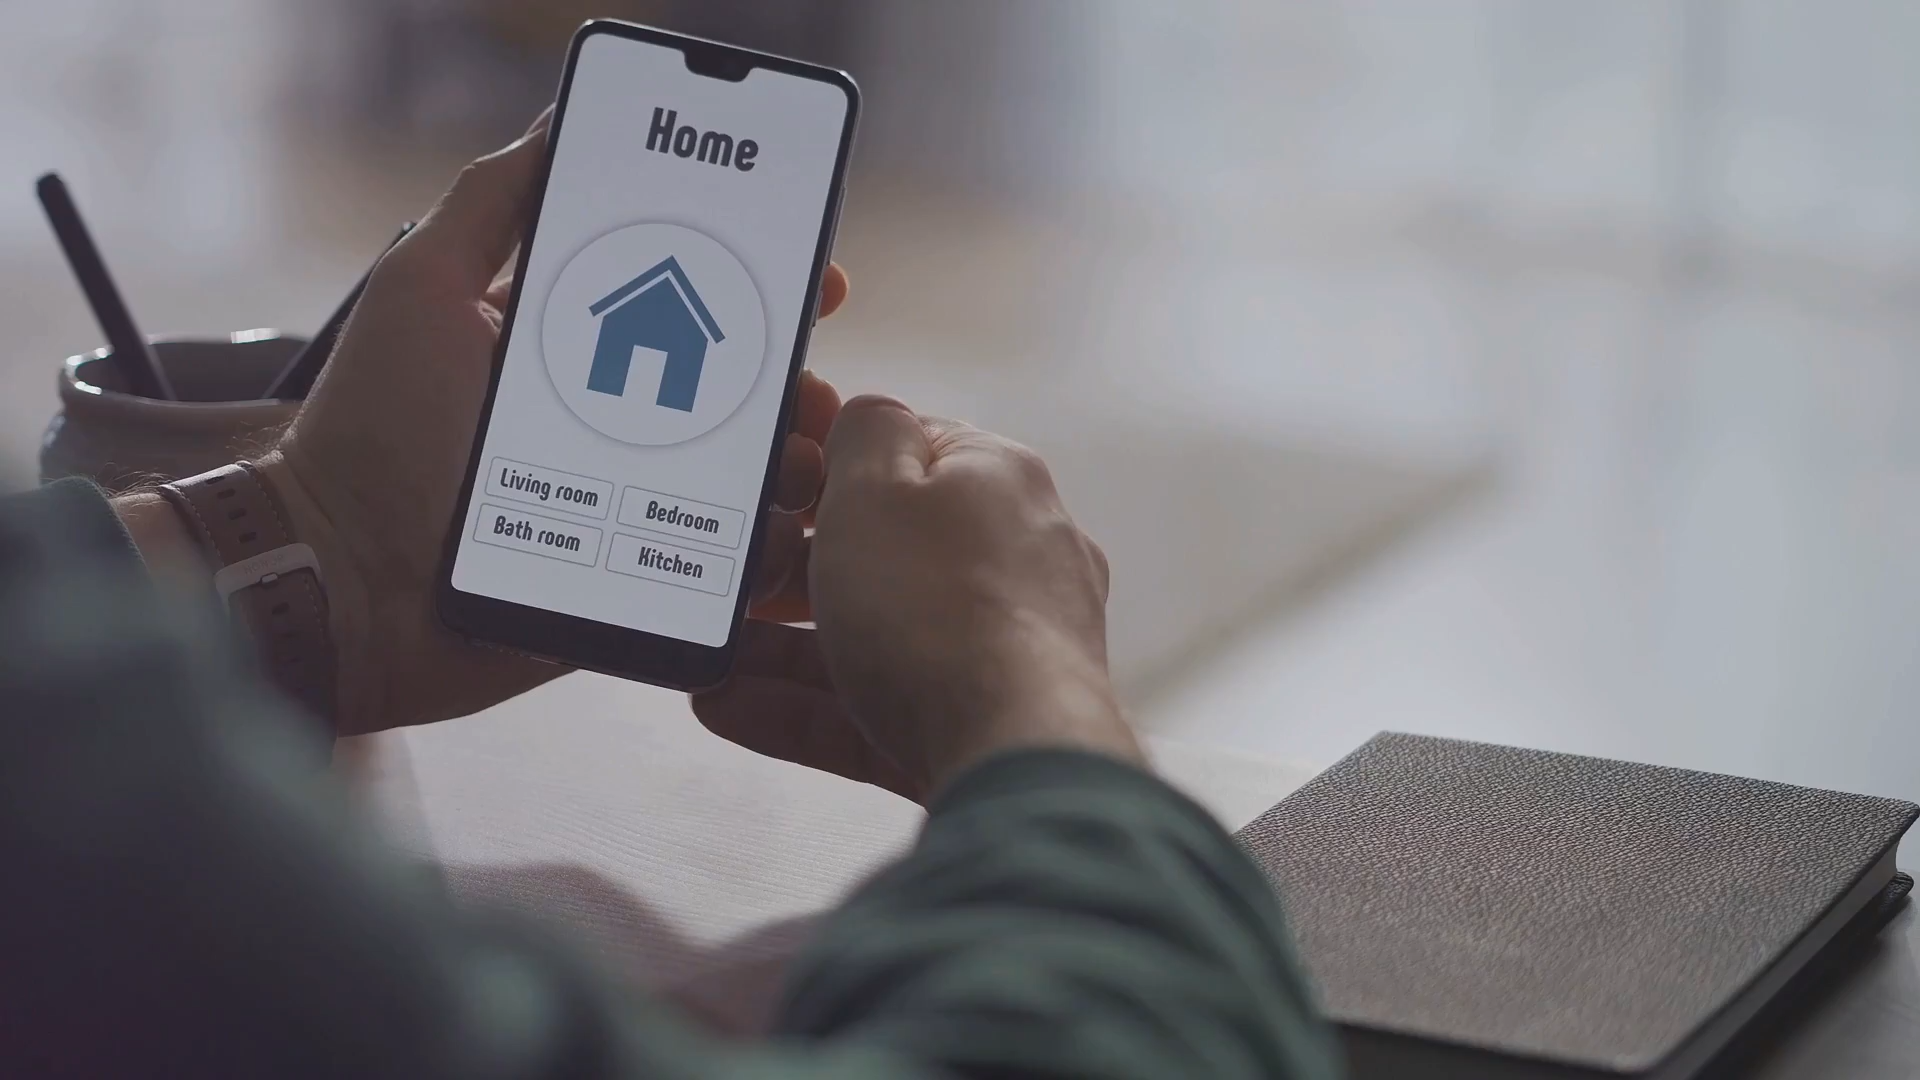 Home
Living room
Bedroom
Bath room
Kitchen